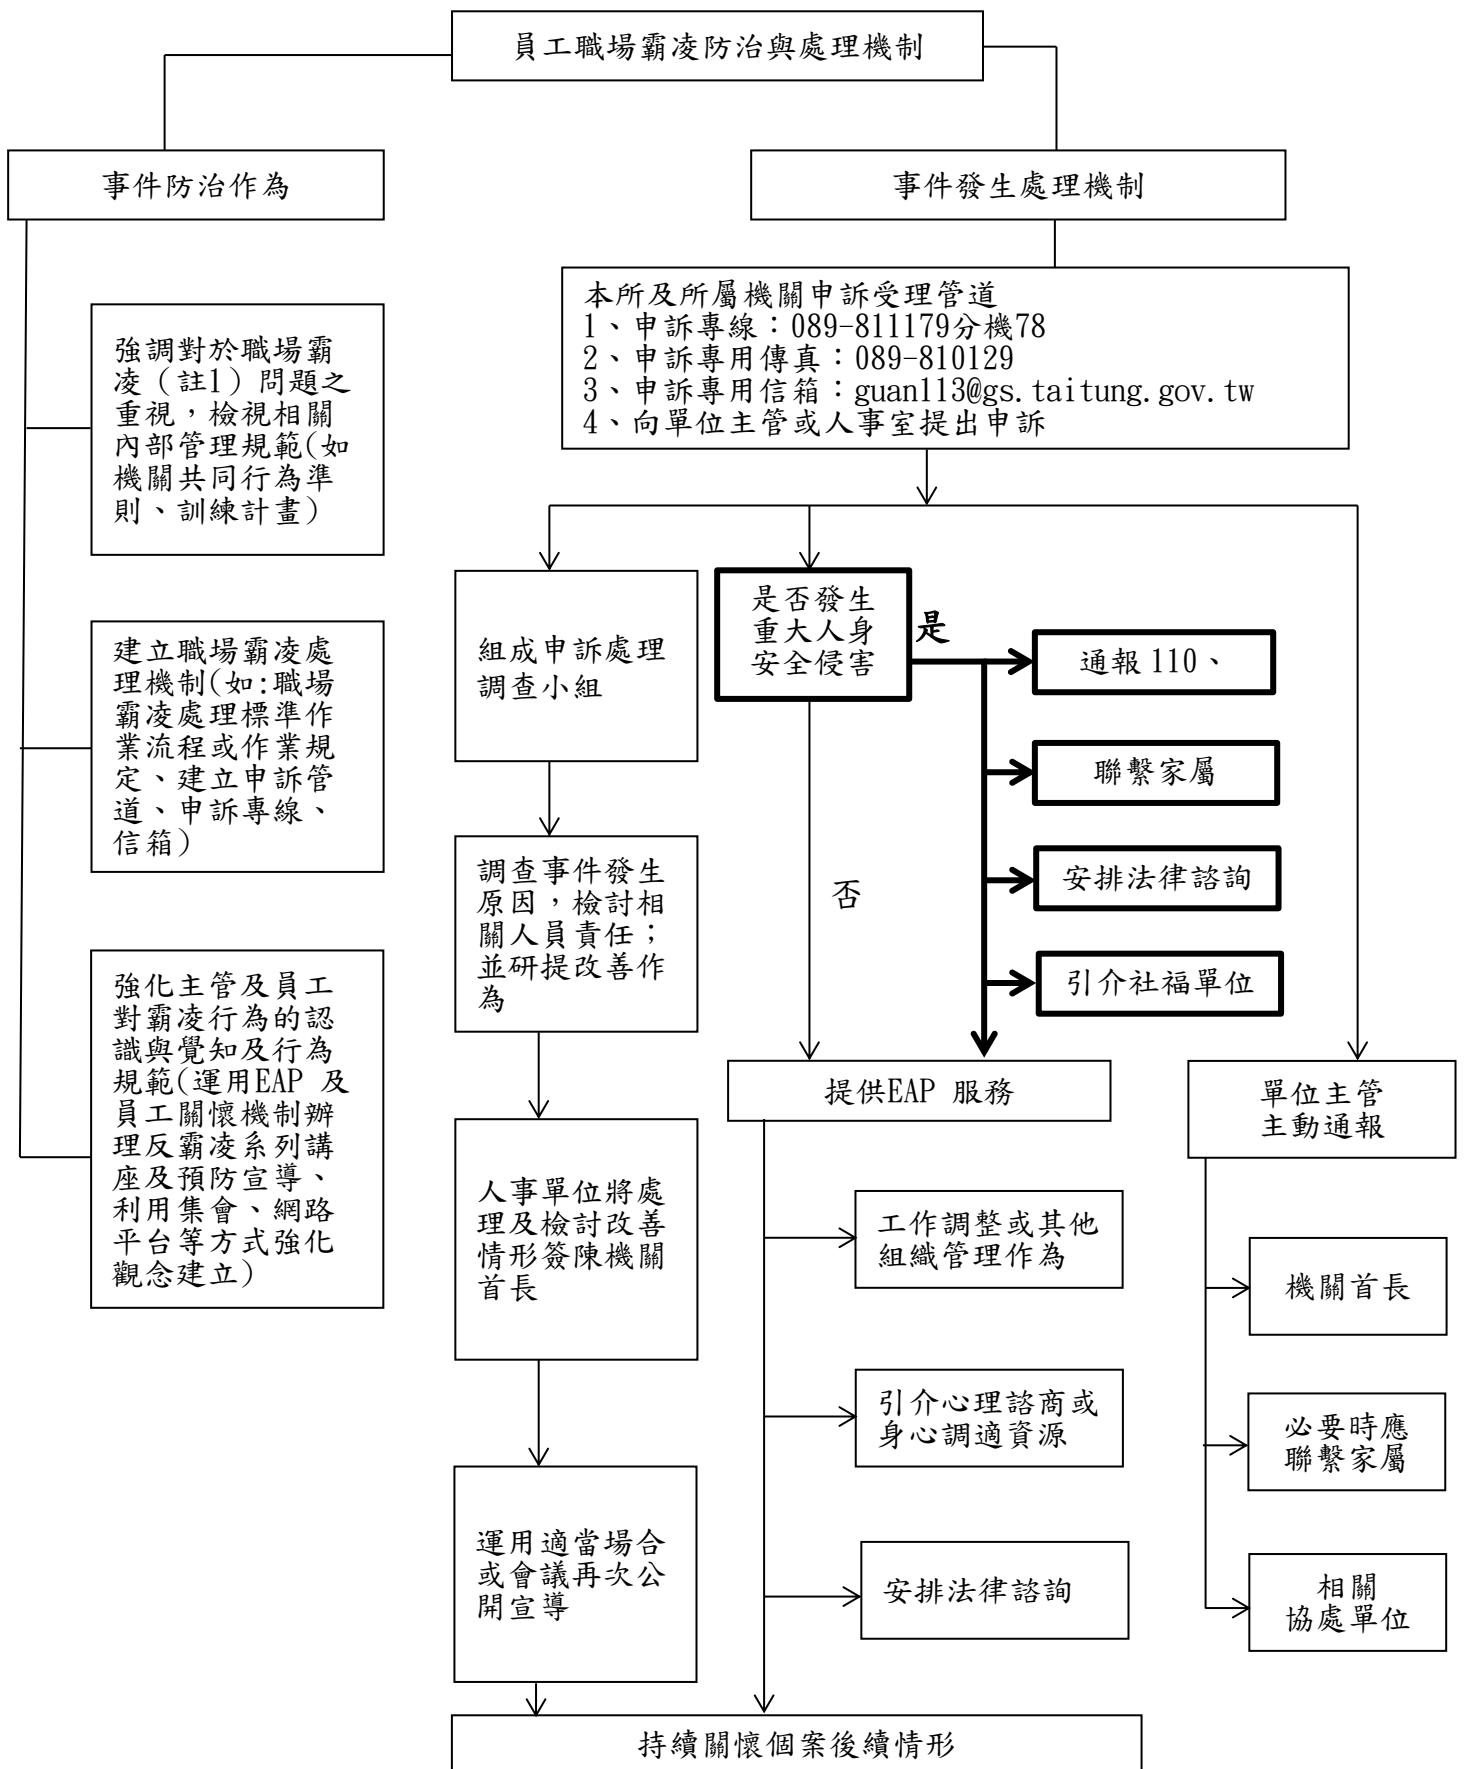 員工職場霸凌防治與處理機制
事件防治作為
事件發生處理機制
強調對於職場霸
凌（註1）問題之
重視，檢視相關
內部管理規範(如
機關共同行為準
則、訓練計畫)
建立職場霸凌處
理機制(如:職場
霸凌處理標準作
業流程或作業規
定、建立申訴管
道、申訴專線、
信箱)
強化主管及員工
對霸凌行為的認
識與覺知及行為
規範(運用EAP 及
員工關懷機制辦
理反霸凌系列講
座及預防宣導、
利用集會、網路
平台等方式強化
觀念建立)
本所及所屬機關申訴受理管道
1、申訴專線：089-811179分機78
2、申訴專用傳真：089-810129
3、申訴專用信箱：guan113@gs.taitung.gov.tw
4、向單位主管或人事室提出申訴
組成申訴處理
調查小組
調查事件發生
原因，檢討相
關人員責任；
並研提改善作
為
人事單位將處
理及檢討改善
情形簽陳機關
首長
運用適當場合
或會議再次公
開宣導
是否發生
重大人身
安全侵害
是
否
通報 110、
聯繫家屬
安排法律諮詢
引介社福單位
提供EAP 服務
工作調整或其他
組織管理作為
引介心理諮商或
身心調適資源
安排法律諮詢
單位主管
主動通報
機關首長
必要時應
聯繫家屬
相關
協處單位
持續關懷個案後續情形